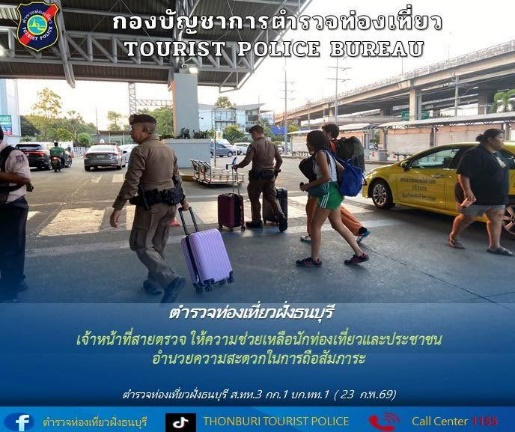 กองบัญชาการตำรวจท่องเที่ยว
TOURIST POLICE BUREAU
ตำรวจท่องเที่ยวฝั่งธนบุรี
เจ้าหน้าที่สายตรวจ ให้ความช่วยเหลือนักท่องเที่ยวและประชาชน
อำนวยความสะดวกในการถือสัมภาระ
ตำรวจท่องเที่ยวฝั่งธนบุรี ส.ทท.3 กก.1 บก.ทท.1 ( 23 ก.พ.69)
ตำรวจท่องเที่ยวฝั่งธนบุรี
THONBURI TOURIST POLICE
Call Center 1155